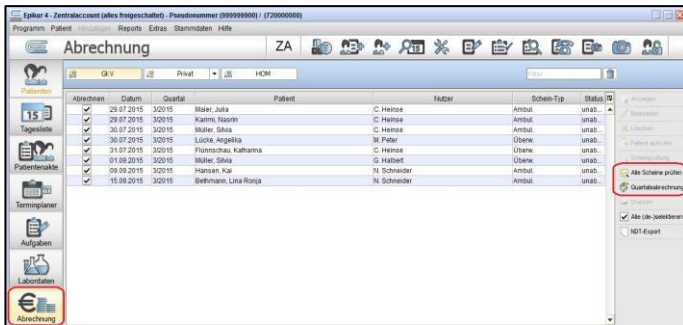 Epikur 4 - Zentralaccount (alles freigeschaltet) - Pseudonummer (999999900) / (720000000)
Programm Patient Hinzufügen Reports Extras Stammdaten Hilfe
Abrechnung ZA
Patienten
Tagesliste
Patientenakte
Terminplaner
Aufgaben
Labordaten
Abrechnung
GKV Privat HOM Filter
Abrechnen Datum Quartal Patient Nutzer Schein-Typ Status
29.07.2015 3/2015 Maier, Julia C. Heinse Ambul. unab...
29.07.2015 3/2015 Karimi, Nasrin C. Heinse Ambul. unab...
30.07.2015 3/2015 Müller, Silvia C. Heinse Überw. unab...
30.07.2015 3/2015 Lücke, Angelika M. Peter Überw. unab...
31.07.2015 3/2015 Flünnschau, Katharina C. Heinse Überw. unab...
01.09.2015 3/2015 Müller, Silvia G. Halbert Überw. unab...
09.09.2015 3/2015 Hansen, Kai N. Schneider Ambul. unab...
15.09.2015 3/2015 Bethmann, Lina Ronja N. Schneider Ambul. unab...
Anzeigen
Bearbeiten
Löschen
Patient aufrufen
Scheinprüfung
Alle Scheine prüfen
Quartalsabrechnung
Drucken
Alle (de-)selektieren
NDT-Export